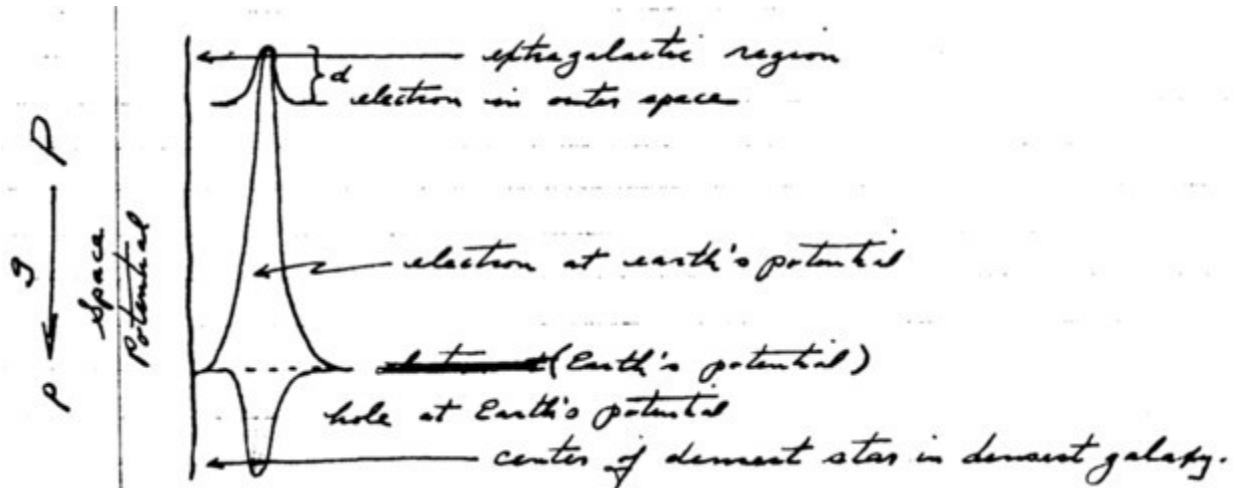 extragalactic region
d
electron in outer space
P
g
Space
Potential
p
electron at earth's potential
(Earth's potential)
hole at Earth's potential
center of densest star in densest galaxy.